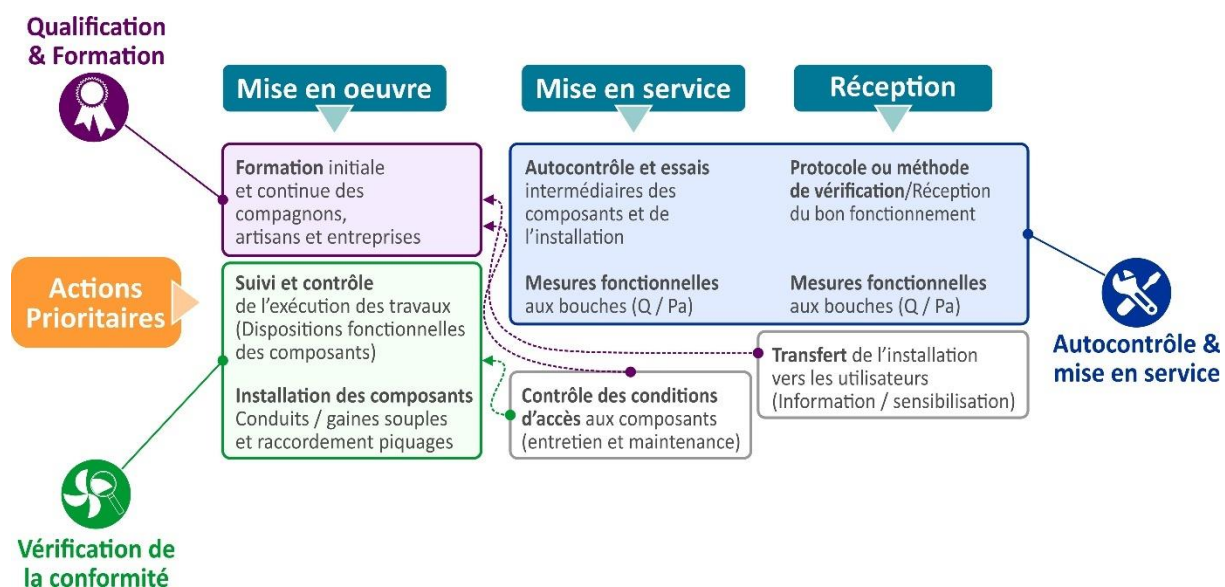 Qualification
& Formation
Mise en oeuvre
Mise en service
Réception
Formation initiale
et continue des
compagnons,
artisans et entreprises
Autocontrôle et essais
intermédiaires des
composants et de
l'installation
Protocole ou méthode
de vérification/Réception
du bon fonctionnement
Actions
Prioritaires
Suivi et contrôle
de l'exécution des travaux
(Dispositions fonctionnelles
des composants)
Mesures fonctionnelles
aux bouches (Q / Pa)
Mesures fonctionnelles
aux bouches (Q / Pa)
Autocontrôle &
mise en service
Installation des composants
Conduits / gaines souples
et raccordement piquages
Contrôle des conditions
d'accès aux composants
(entretien et maintenance)
Transfert de l'installation
vers les utilisateurs
(Information / sensibilisation)
Vérification de
la conformité